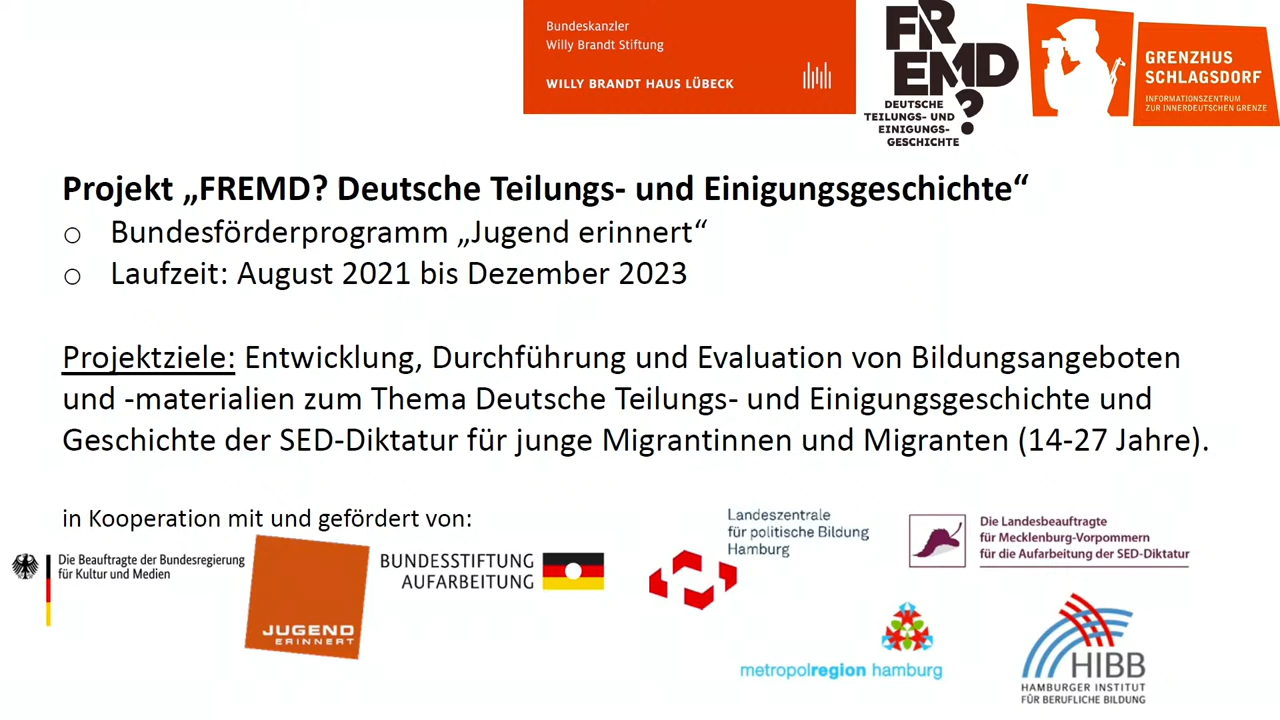 Bundeskanzler
Willy Brandt Stiftung
WILLY BRANDT HAUS LÜBECK
FREMD?
DEUTSCHE
TEILUNGS- UND
EINIGUNGS-
GESCHICHTE
GRENZHUS
SCHLAGSDORF
INFORMATIONSZENTRUM
ZUR INNERDEUTSCHEN GRENZE
Projekt „FREMD? Deutsche Teilungs- und Einigungsgeschichte“
o Bundesförderprogramm „Jugend erinnert“
o Laufzeit: August 2021 bis Dezember 2023
Projektziele: Entwicklung, Durchführung und Evaluation von Bildungsangeboten
und -materialien zum Thema Deutsche Teilungs- und Einigungsgeschichte und
Geschichte der SED-Diktatur für junge Migrantinnen und Migranten (14-27 Jahre).
in Kooperation mit und gefördert von:
Die Beauftragte der Bundesregierung
für Kultur und Medien
JUGEND
ERINNERT
BUNDESSTIFTUNG
AUFARBEITUNG
Landeszentrale
für politische Bildung
Hamburg
Die Landesbeauftragte
für Mecklenburg-Vorpommern
für die Aufarbeitung der SED-Diktatur
metropolregion hamburg
HIBB
HAMBURGER INSTITUT
FÜR BERUFLICHE BILDUNG